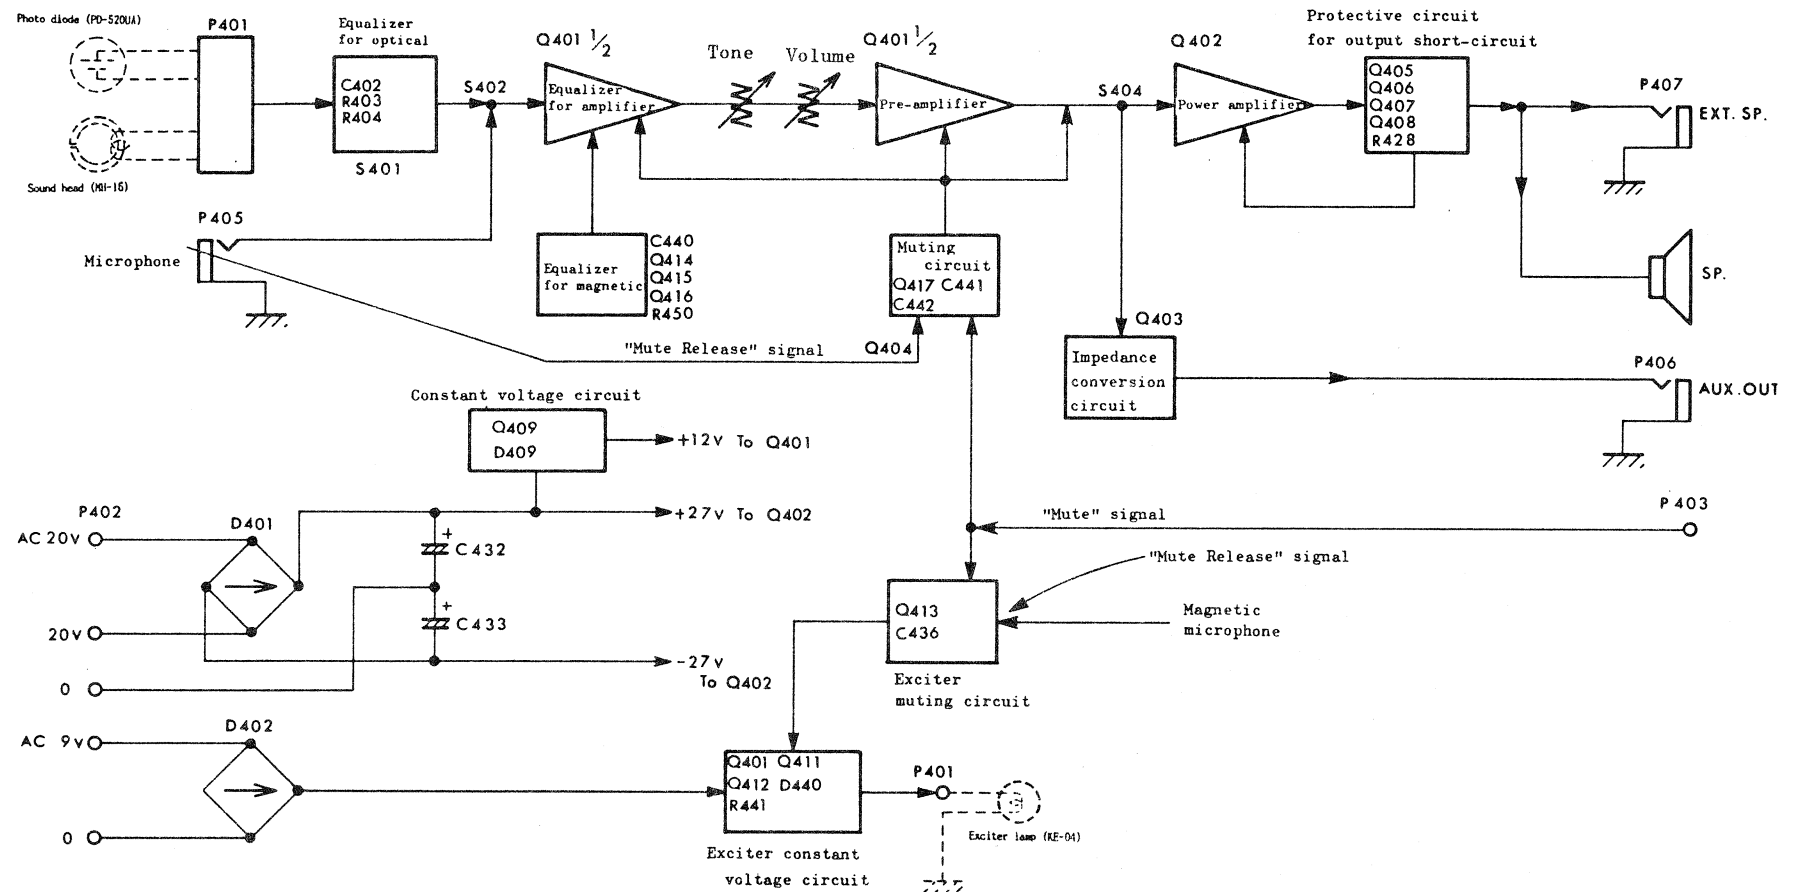 Photo diode (PD-520UA)
P401
Equalizer
for optical
C402
R403
R404
S401
S402
Q401 1/2
Equalizer
for amplifier
Tone
Volume
Q401 1/2
Pre-amplifier
S404
Q402
Power amplifier
Protective circuit
for output short-circuit
Q405
Q406
Q407
Q408
R428
P407
EXT. SP.
Sound head (MH-16)
P405
Microphone
Equalizer
for magnetic
C440
Q414
Q415
Q416
R450
Muting
circuit
Q417 C441
C442
SP.
"Mute Release" signal
Q404
Q403
Impedance
conversion
circuit
P406
AUX.OUT
Constant voltage circuit
Q409
D409
+12V To Q401
P402
D401
AC 20V
+27V To Q402
+
C432
+
C433
20V
-27V
To Q402
0
P403
"Mute" signal
"Mute Release" signal
Q413
C436
Magnetic
microphone
Exciter
muting circuit
D402
AC 9V
0
Q401 Q411
Q412 D440
R441
P401
Exciter lamp (KE-04)
Exciter constant
voltage circuit